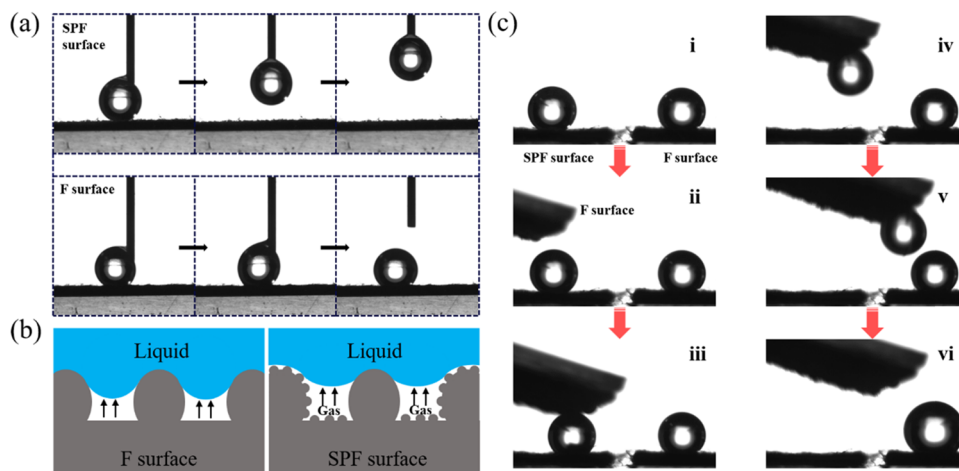 (a)
SPF
surface
F surface
(b)
Liquid
Liquid
Gas
Gas
F surface
SPF surface
(c)
i
SPF surface
F surface
ii
F surface
iii
iv
v
vi